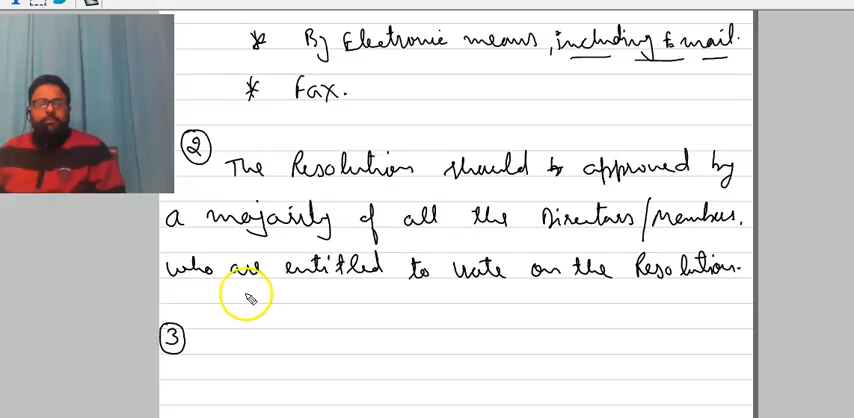 * By Electronic means, including Email.
* Fax.
② The Resolution should be approved by
a majority of all the Directors/Members.
who are entitled to vote on the Resolution.
③